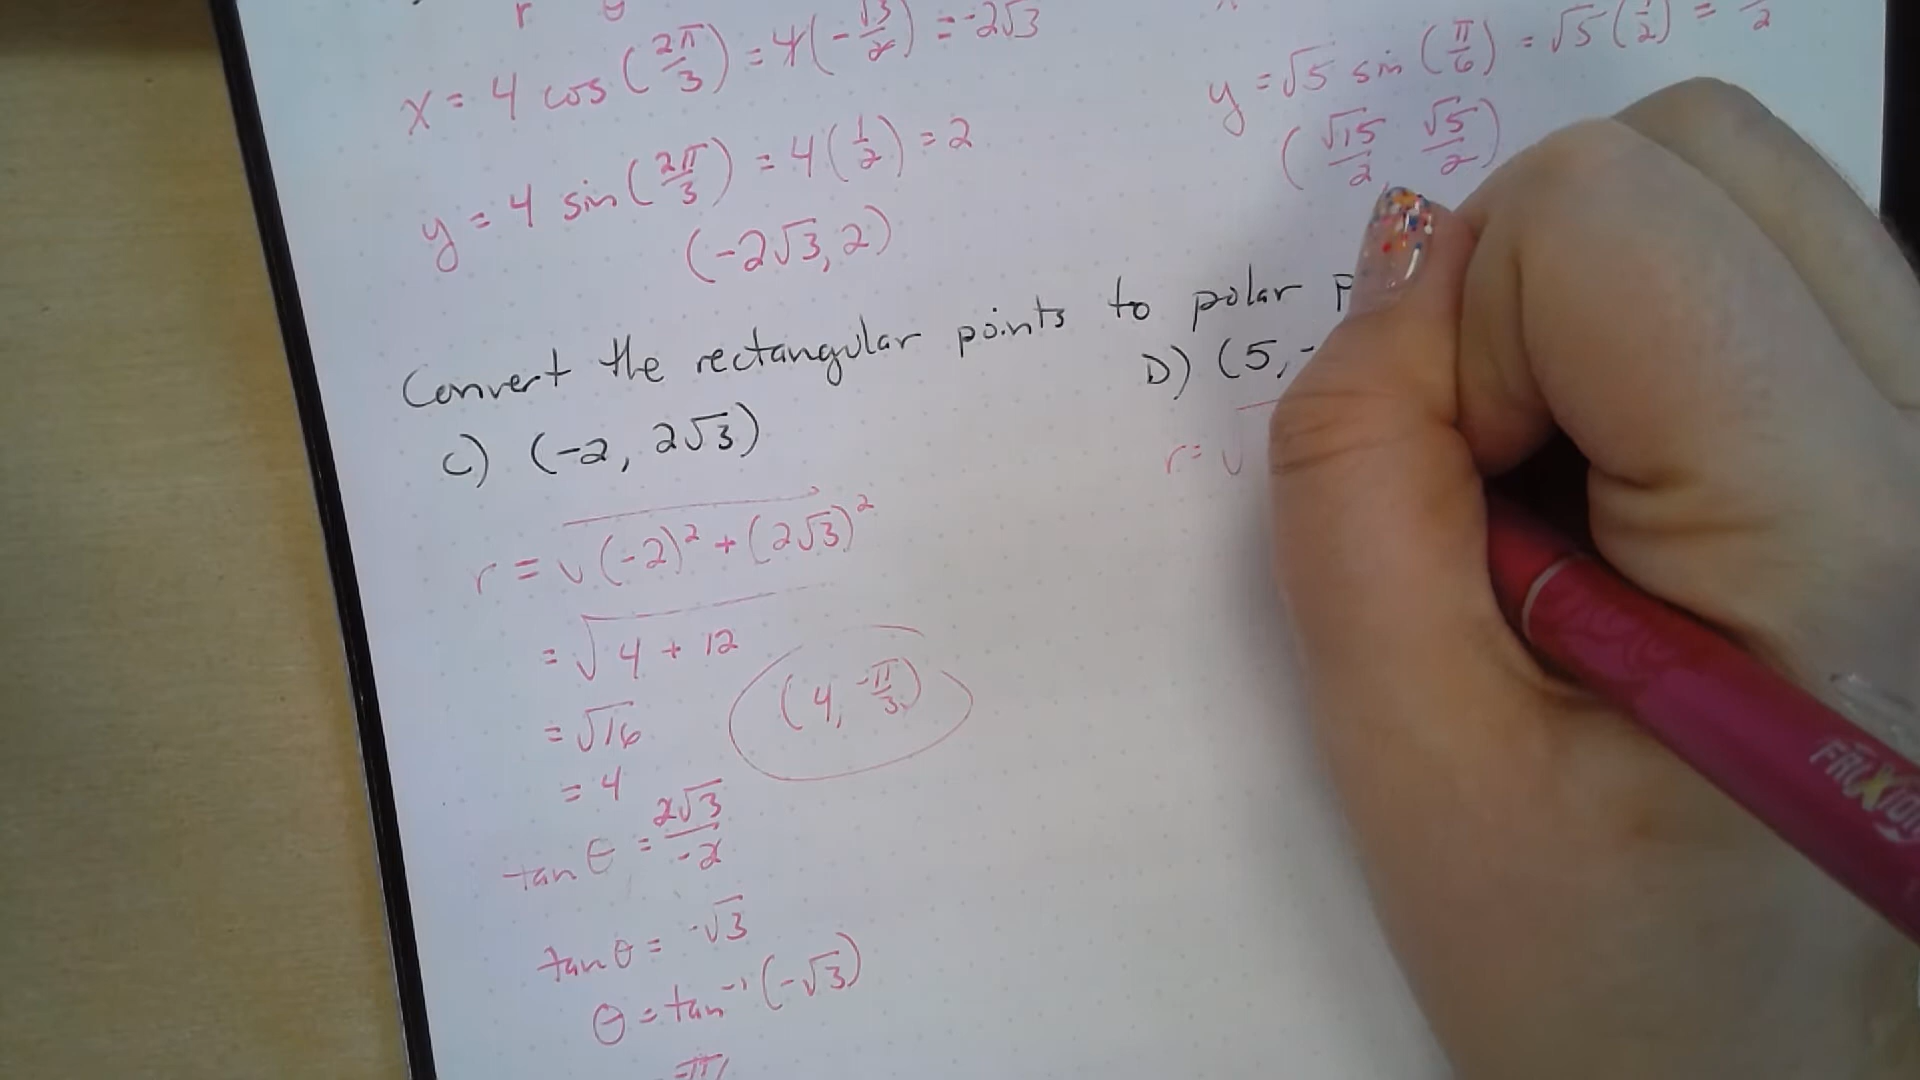 r θ
x = 4 cos (2π/3) = 4(-√3/2) = -2√3
y = 4 sin (2π/3) = 4(1/2) = 2
(-2√3, 2)
y = √5 sin (π/6) = √5 (1/2) =
(√15/2, √5/2)
Convert the rectangular points to polar
C) (-2, 2√3)
r = √(-2)² + (2√3)²
= √4 + 12
= √16
= 4
(4, -π/3)
tan θ = 2√3/-2
tan θ = -√3
θ = tan⁻¹ (-√3)
D) (5, -
r = √
FRIXION